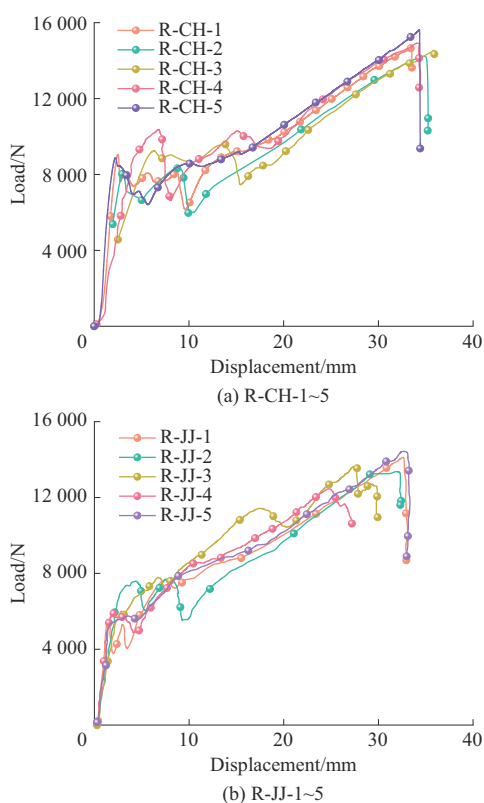 16 000
12 000
8 000
4 000
0
Load/N
R-CH-1
R-CH-2
R-CH-3
R-CH-4
R-CH-5
0 10 20 30 40
Displacement/mm
(a) R-CH-1~5
16 000
12 000
8 000
4 000
0
Load/N
R-JJ-1
R-JJ-2
R-JJ-3
R-JJ-4
R-JJ-5
0 10 20 30 40
Displacement/mm
(b) R-JJ-1~5